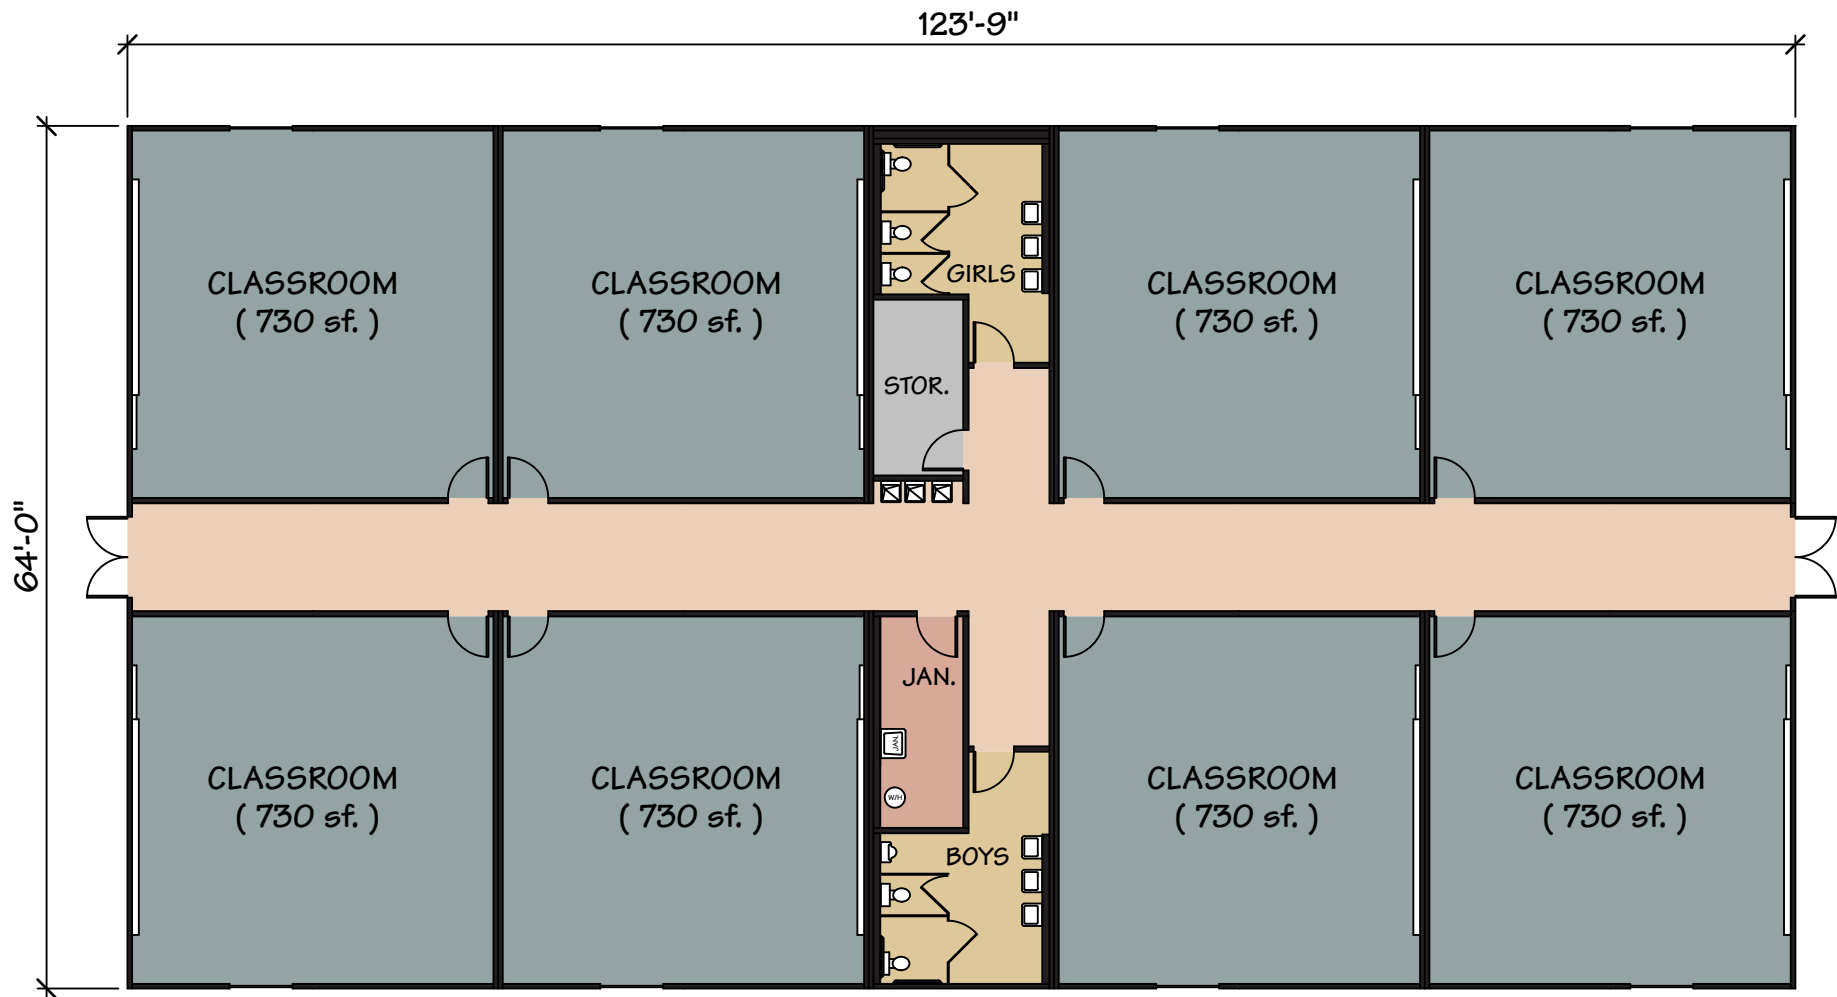 123'-9"
CLASSROOM
( 730 sf. )
CLASSROOM
( 730 sf. )
GIRLS
CLASSROOM
( 730 sf. )
CLASSROOM
( 730 sf. )
STOR.
64'-0"
JAN.
JAN.
W/H
CLASSROOM
( 730 sf. )
CLASSROOM
( 730 sf. )
BOYS
CLASSROOM
( 730 sf. )
CLASSROOM
( 730 sf. )